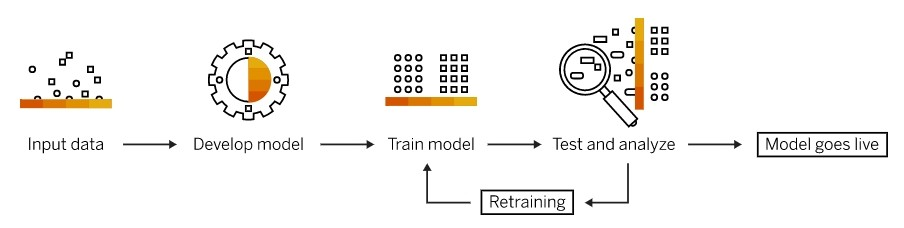 Input data
Develop model
Train model
Test and analyze
Model goes live
Retraining